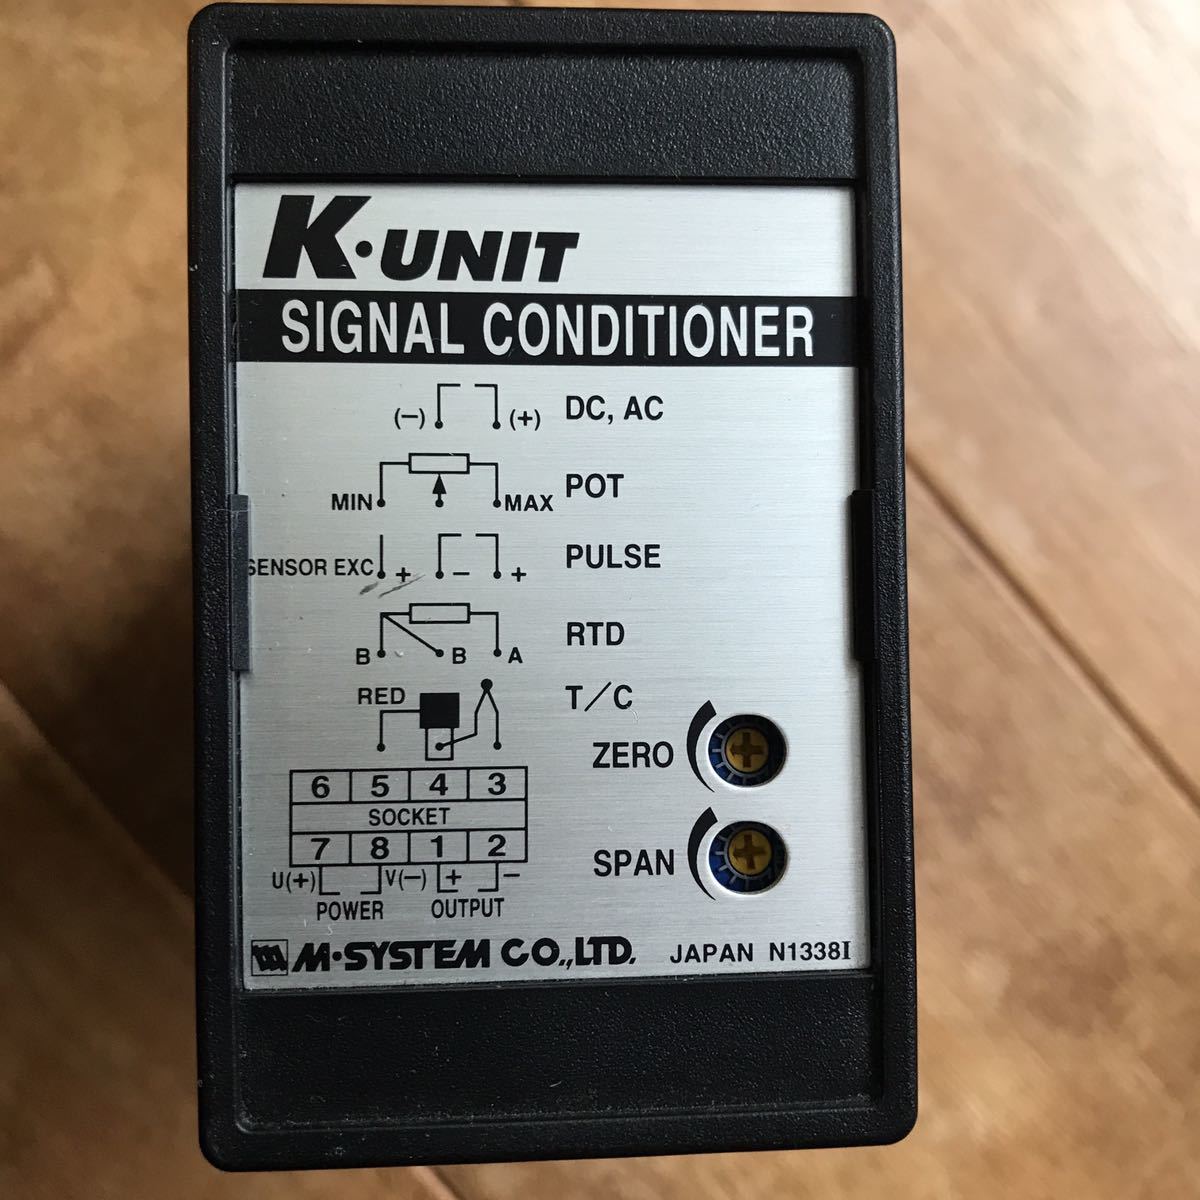 K·UNIT
SIGNAL CONDITIONER
(−) (+) DC, AC
MIN MAX POT
SENSOR EXC + − + PULSE
B B A RTD
RED T/C
ZERO
6 5 4 3
SOCKET
7 8 1 2
SPAN
U(+) V(−) + −
POWER OUTPUT
M·SYSTEM CO.,LTD. JAPAN N1338I